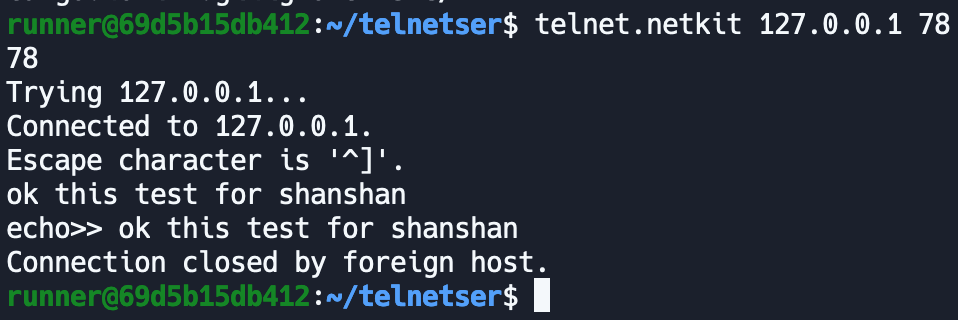 runner@69d5b15db412:~/telnetser$ telnet.netkit 127.0.0.1 78
78
Trying 127.0.0.1...
Connected to 127.0.0.1.
Escape character is '^]'.
ok this test for shanshan
echo>> ok this test for shanshan
Connection closed by foreign host.
runner@69d5b15db412:~/telnetser$